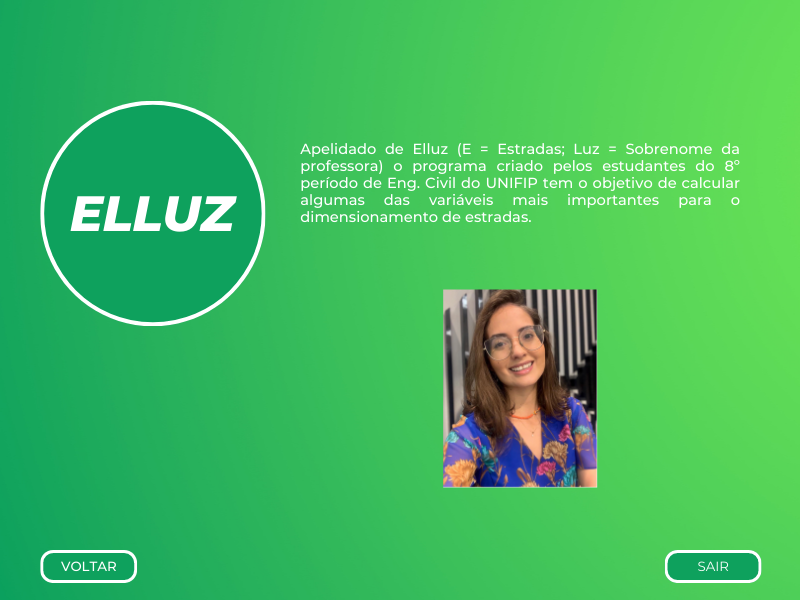 ELLUZ
Apelidado de Elluz (E = Estradas; Luz = Sobrenome da
professora) o programa criado pelos estudantes do 8º
período de Eng. Civil do UNIFIP tem o objetivo de calcular
algumas das variáveis mais importantes para o
dimensionamento de estradas.
VOLTAR
SAIR